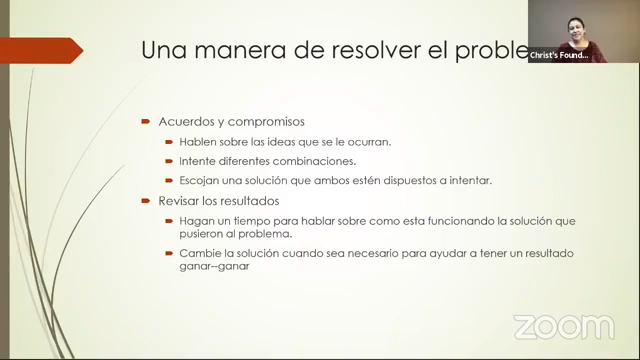 Una manera de resolver el proble
Christ's Found...
Acuerdos y compromisos
Hablen sobre las ideas que se le ocurran.
Intente diferentes combinaciones.
Escojan una solución que ambos estén dispuestos a intentar.
Revisar los resultados
Hagan un tiempo para hablar sobre como esta funcionando la solución que
pusieron al problema.
Cambie la solución cuando sea necesario para ayudar a tener un resultado
ganar--ganar
zoom